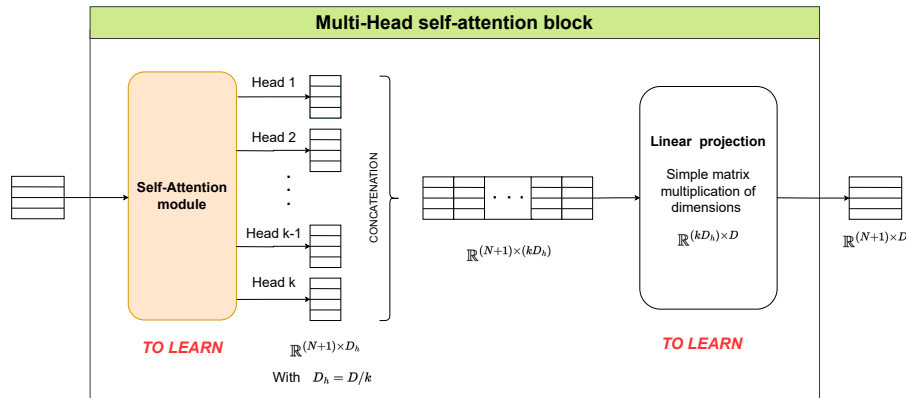 Multi-Head self-attention block
Head 1
Head 2
Self-Attention
module
Head k-1
Head k
CONCATENATION
Linear projection
Simple matrix
multiplication of
dimensions
ℝ^{(kD_h)×D}
ℝ^{(N+1)×(kD_h)}
ℝ^{(N+1)×D}
TO LEARN
ℝ^{(N+1)×D_h}
With D_h = D/k
TO LEARN